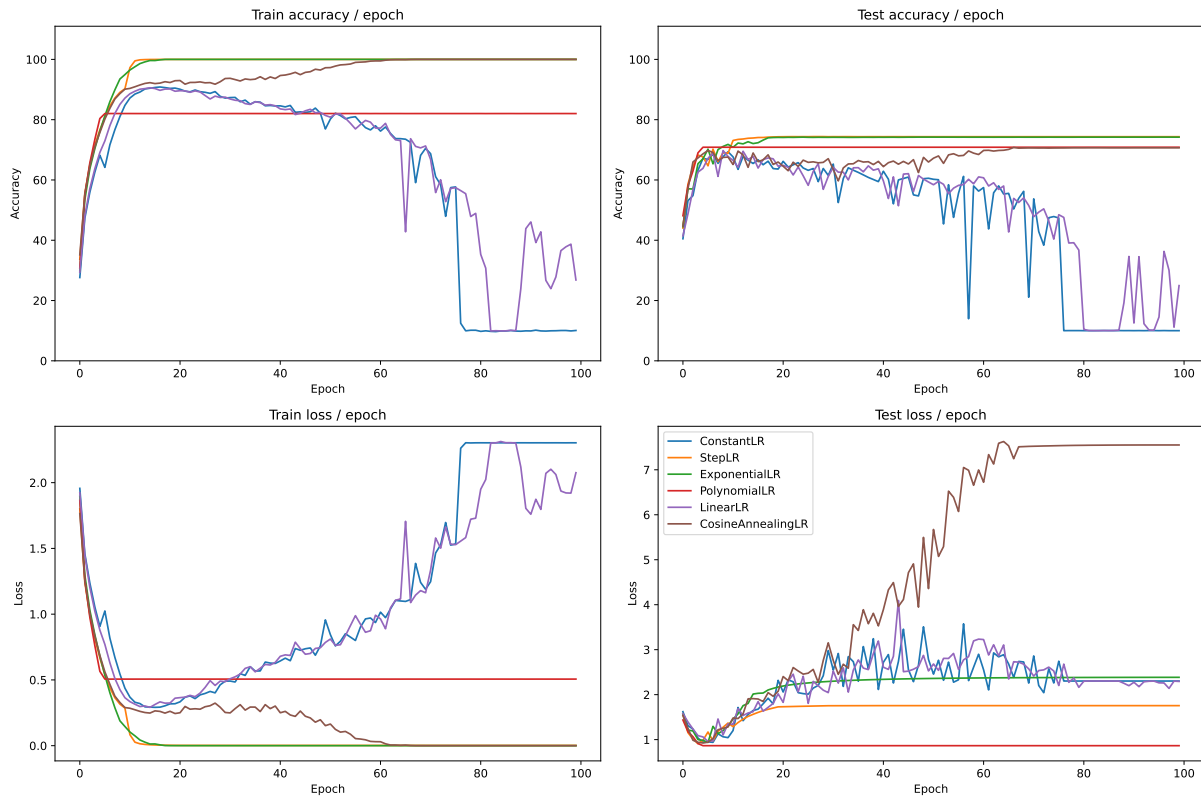 Train accuracy / epoch
Accuracy
100
80
60
40
20
0
0 20 40 60 80 100
Epoch
Test accuracy / epoch
Accuracy
100
80
60
40
20
0
0 20 40 60 80 100
Epoch
Train loss / epoch
Loss
2.0
1.5
1.0
0.5
0.0
0 20 40 60 80 100
Epoch
Test loss / epoch
Loss
7
6
5
4
3
2
1
ConstantLR
StepLR
ExponentialLR
PolynomialLR
LinearLR
CosineAnnealingLR
0 20 40 60 80 100
Epoch